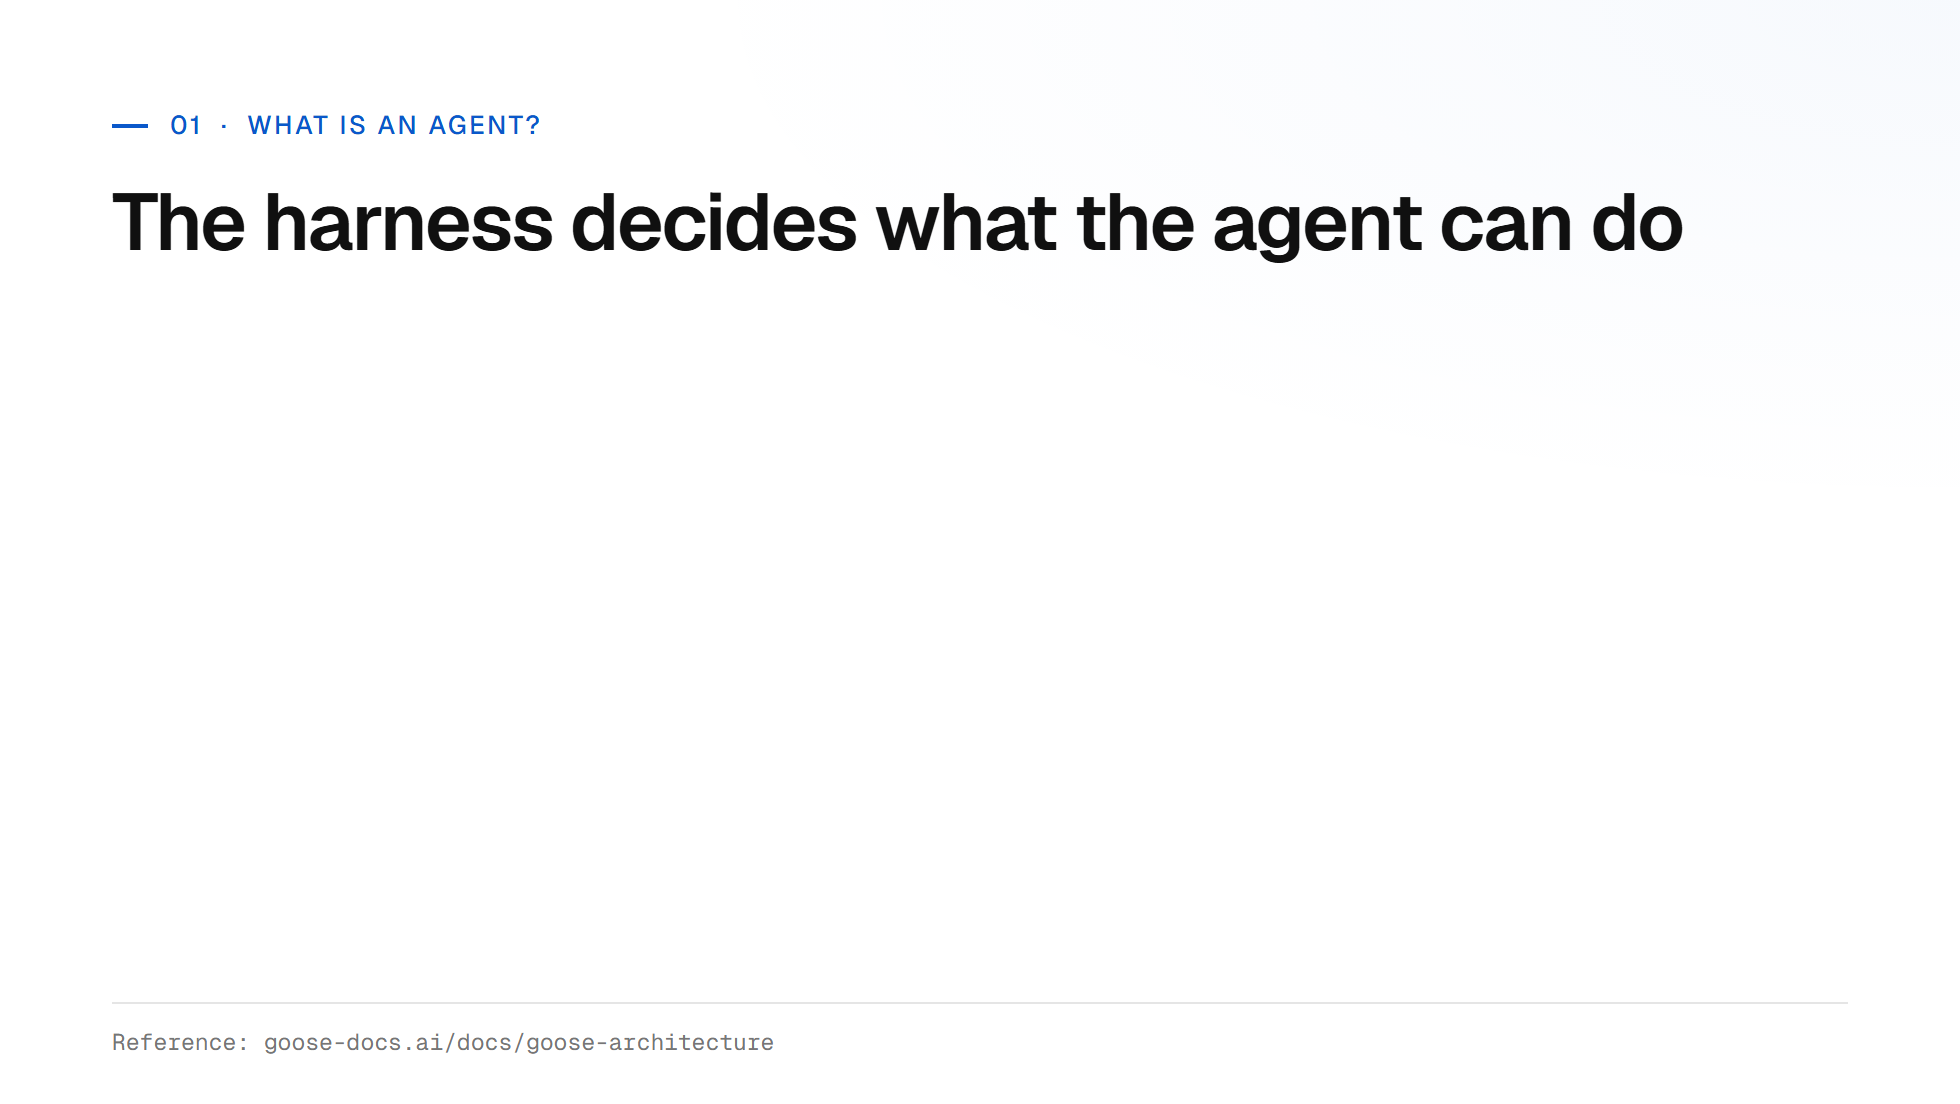 01 · WHAT IS AN AGENT?
The harness decides what the agent can do
Reference: goose-docs.ai/docs/goose-architecture